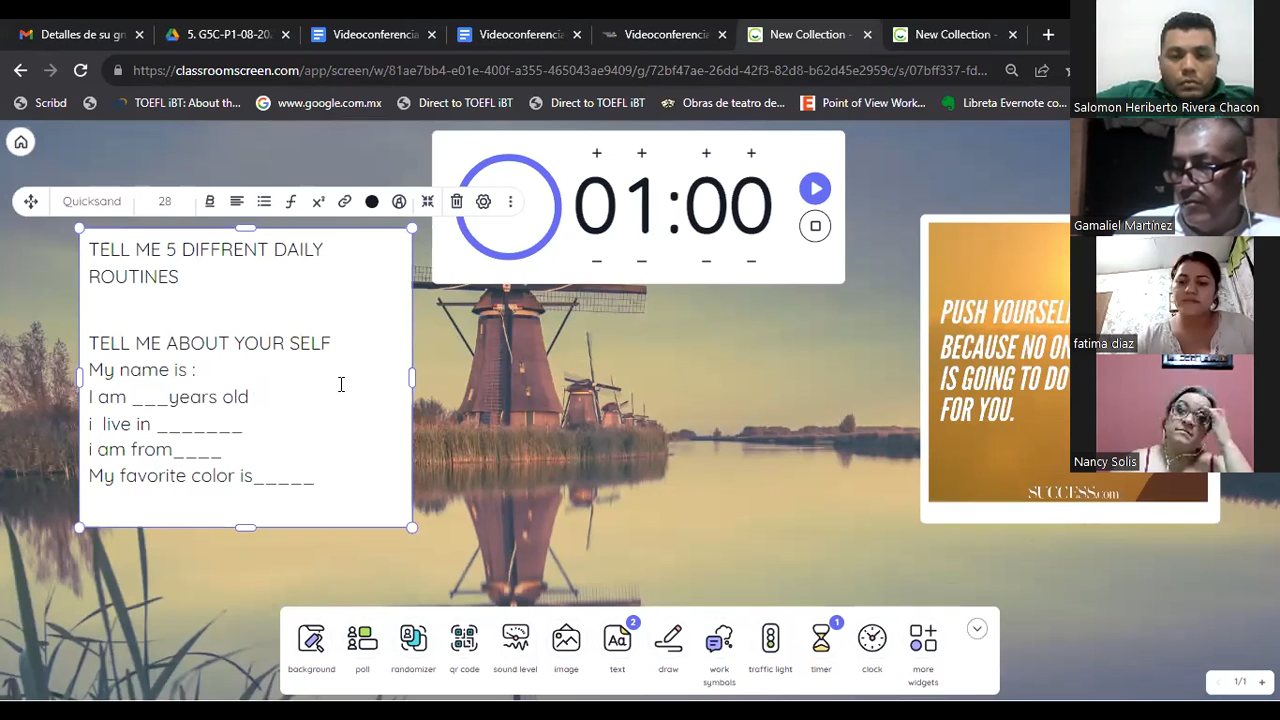 Detalles de su gr
5. G5C-P1-08-20
Videoconferencia
Videoconferencia
Videoconferencia
New Collection -
New Collection -
https://classroomscreen.com/app/screen/w/81ae7bb4-e01e-400f-a355-465043ae9409/g/72bf47ae-26dd-42f3-82d8-b62d45e2959c/s/07bff337-fd...
Scribd
TOEFL iBT: About th...
www.google.com.mx
Direct to TOEFL iBT
Direct to TOEFL iBT
Obras de teatro de...
Point of View Work...
Libreta Evernote co...
Salomon Heriberto Rivera Chacon
Gamaliel Martínez
fatima diaz
Nancy Solis
01:00
Quicksand 28
TELL ME 5 DIFFRENT DAILY
ROUTINES
TELL ME ABOUT YOUR SELF
My name is :
I am ___years old
i live in _______
i am from____
My favorite color is_____
PUSH YOURSEL
BECAUSE NO ON
IS GOING TO DO
FOR YOU.
SUCCESS.com
background
poll
randomizer
qr code
sound level
image
2
Aa
text
draw
work
symbols
traffic light
1
timer
clock
more
widgets
1/1